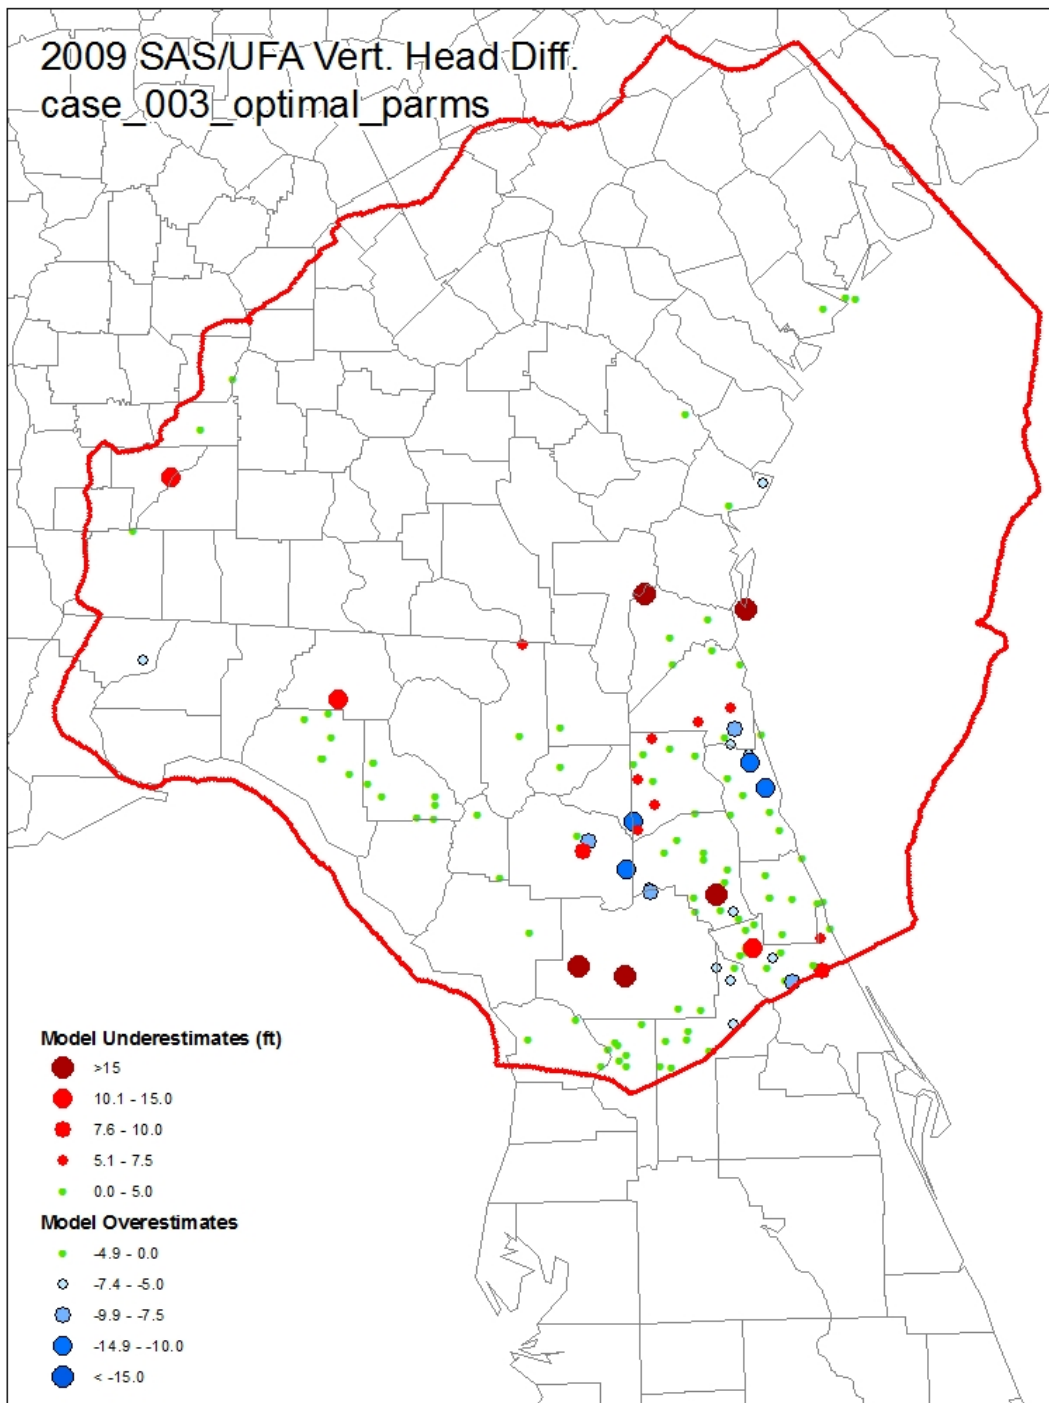 2009 SAS/UFA Vert. Head Diff.
case_003_optimal_parms
Model Underestimates (ft)
>15
10.1 - 15.0
7.6 - 10.0
5.1 - 7.5
0.0 - 5.0
Model Overestimates
-4.9 - 0.0
-7.4 - -5.0
-9.9 - -7.5
-14.9 - -10.0
< -15.0